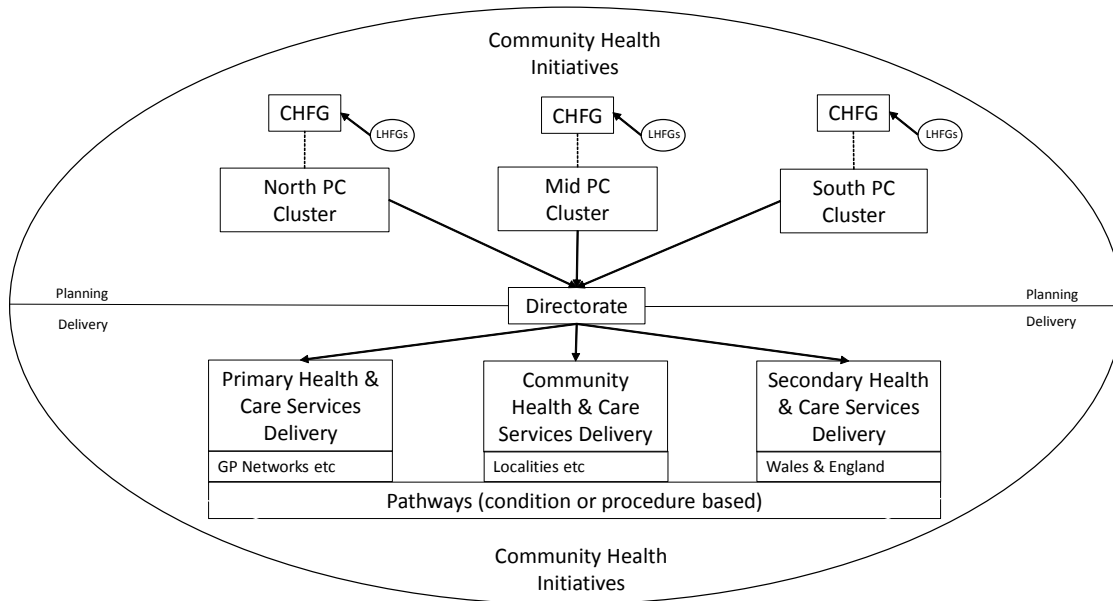 Community Health
Initiatives
CHFG
LHFGs
CHFG
LHFGs
CHFG
LHFGs
North PC
Cluster
Mid PC
Cluster
South PC
Cluster
Planning
Planning
Directorate
Delivery
Delivery
Primary Health &
Care Services
Delivery
GP Networks etc
Community
Health & Care
Services Delivery
Localities etc
Secondary Health
& Care Services
Delivery
Wales & England
Pathways (condition or procedure based)
Community Health
Initiatives